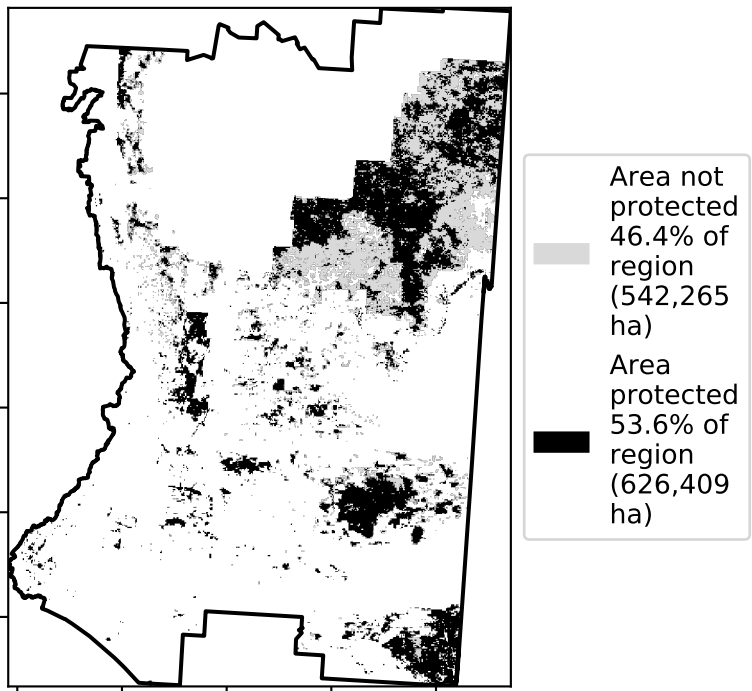 Area not
protected
46.4% of
region
(542,265
ha)
Area
protected
53.6% of
region
(626,409
ha)